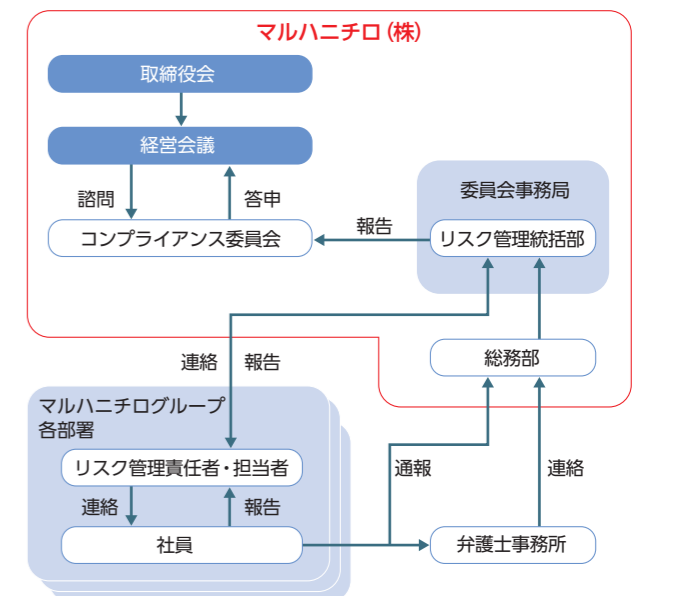 マルハニチロ(株)
取締役会
経営会議
諮問
答申
コンプライアンス委員会
報告
委員会事務局
リスク管理統括部
総務部
連絡
報告
マルハニチログループ
各部署
リスク管理責任者・担当者
連絡
報告
社員
通報
連絡
弁護士事務所